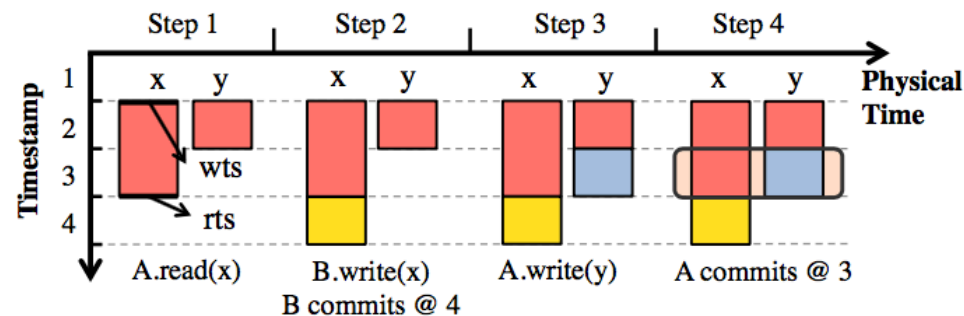 Step 1 Step 2 Step 3 Step 4
1 x y x y x y x y Physical Time
2
wts
3
rts
4
Timestamp
A.read(x) B.write(x) A.write(y) A commits @ 3
B commits @ 4